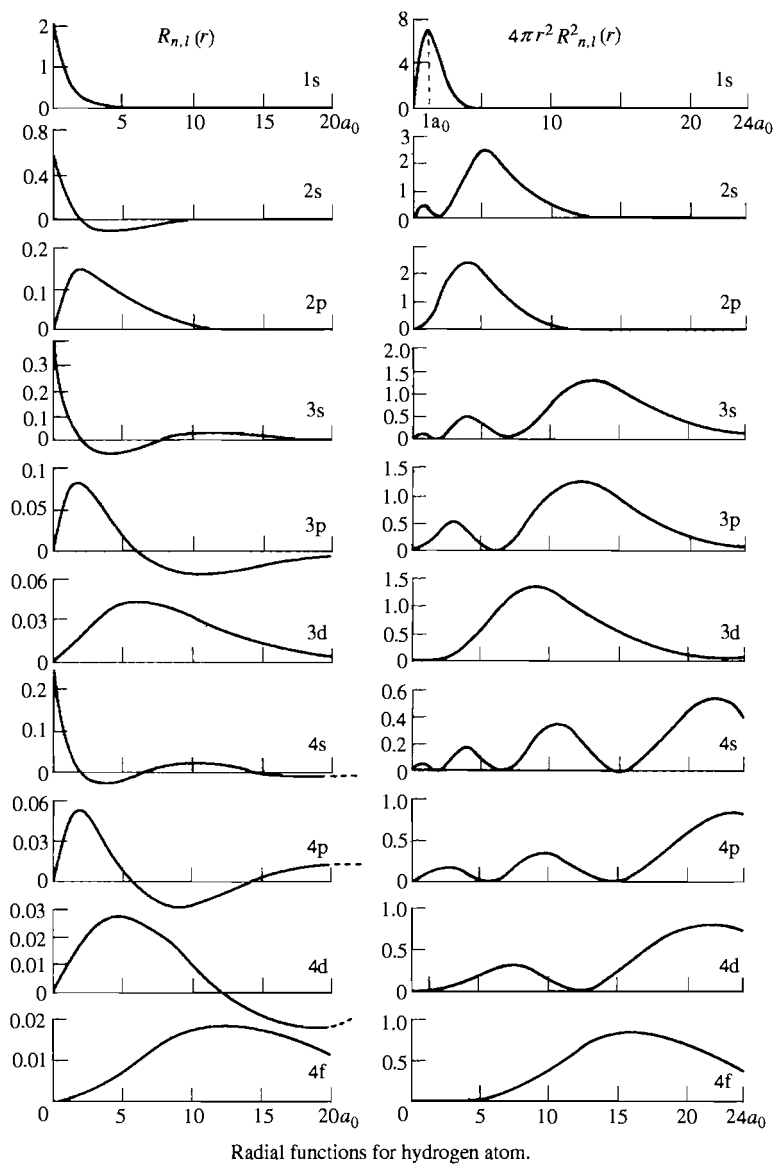 R_{n,l}(r)
2
1
0
1s
5 10 15 20a₀
4πr²R²_{n,l}(r)
8
4
0
1s
1a₀ 10 20 24a₀
0.8
0.4
0
2s
3
2
1
0
2s
0.2
0.1
0
2p
2
1
0
2p
0.3
0.2
0.1
0
3s
2.0
1.5
1.0
0.5
0
3s
0.1
0.05
0
3p
1.5
1.0
0.5
0
3p
0.06
0.03
0
3d
1.5
1.0
0.5
0
3d
0.2
0.1
0
4s
0.6
0.4
0.2
0
4s
0.06
0.03
0
4p
1.0
0.5
0
4p
0.03
0.02
0.01
0
1.0
0.5
0
4d
0.02
0.01
4f
0 5 10 15 20a₀
1.0
0.5
4f
0 5 10 15 20 24a₀
Radial functions for hydrogen atom.